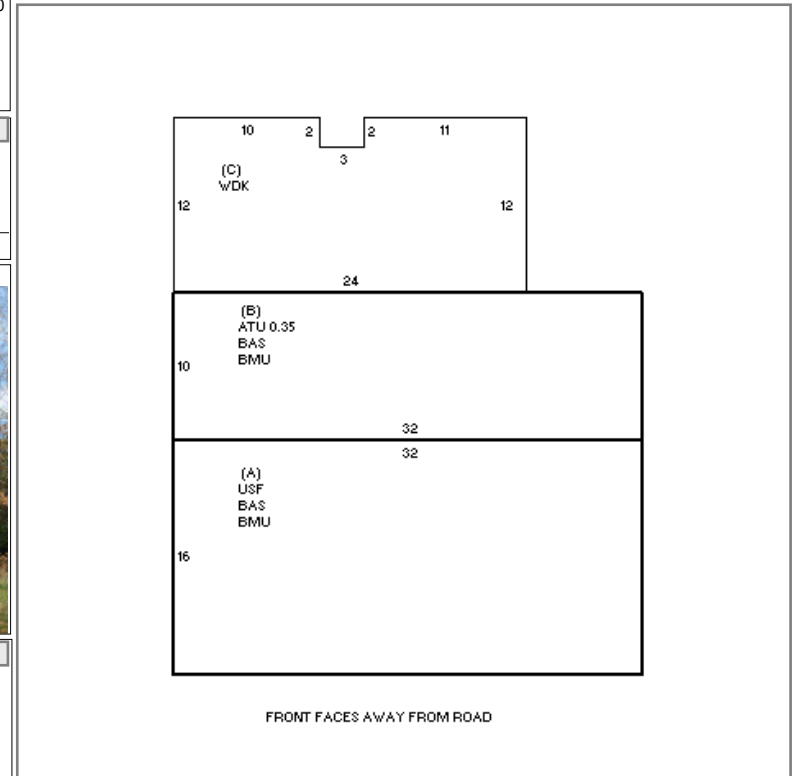 10 2 2 11
3
(C)
WDK
12 12
24
(B)
ATU 0.35
BAS
BMU
10
32
32
(A)
USF
BAS
BMU
16
FRONT FACES AWAY FROM ROAD